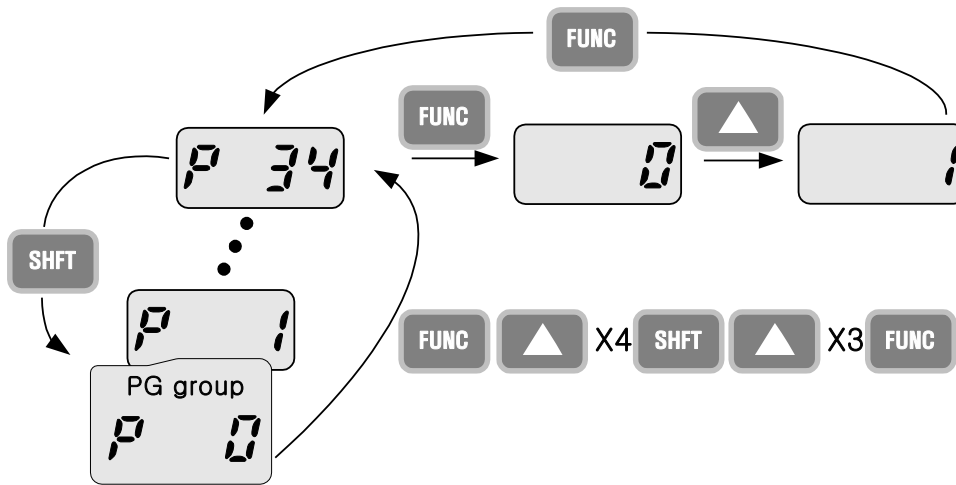 FUNC
FUNC
P 34
0
1
SHFT
P 1
FUNC X4 SHFT X3 FUNC
PG group
P 0